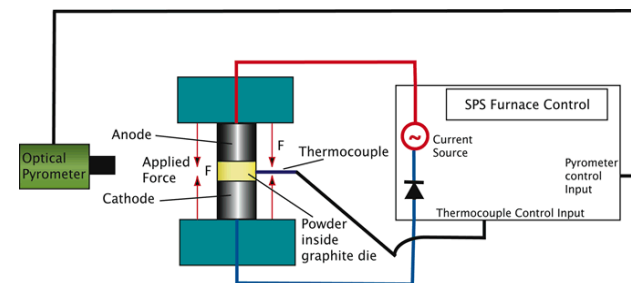 SPS Furnace Control
Anode
F
Thermocouple
Current
Source
Optical
Pyrometer
Applied
Force
F
Pyrometer
control
Input
Cathode
Powder
inside
graphite die
Thermocouple Control Input